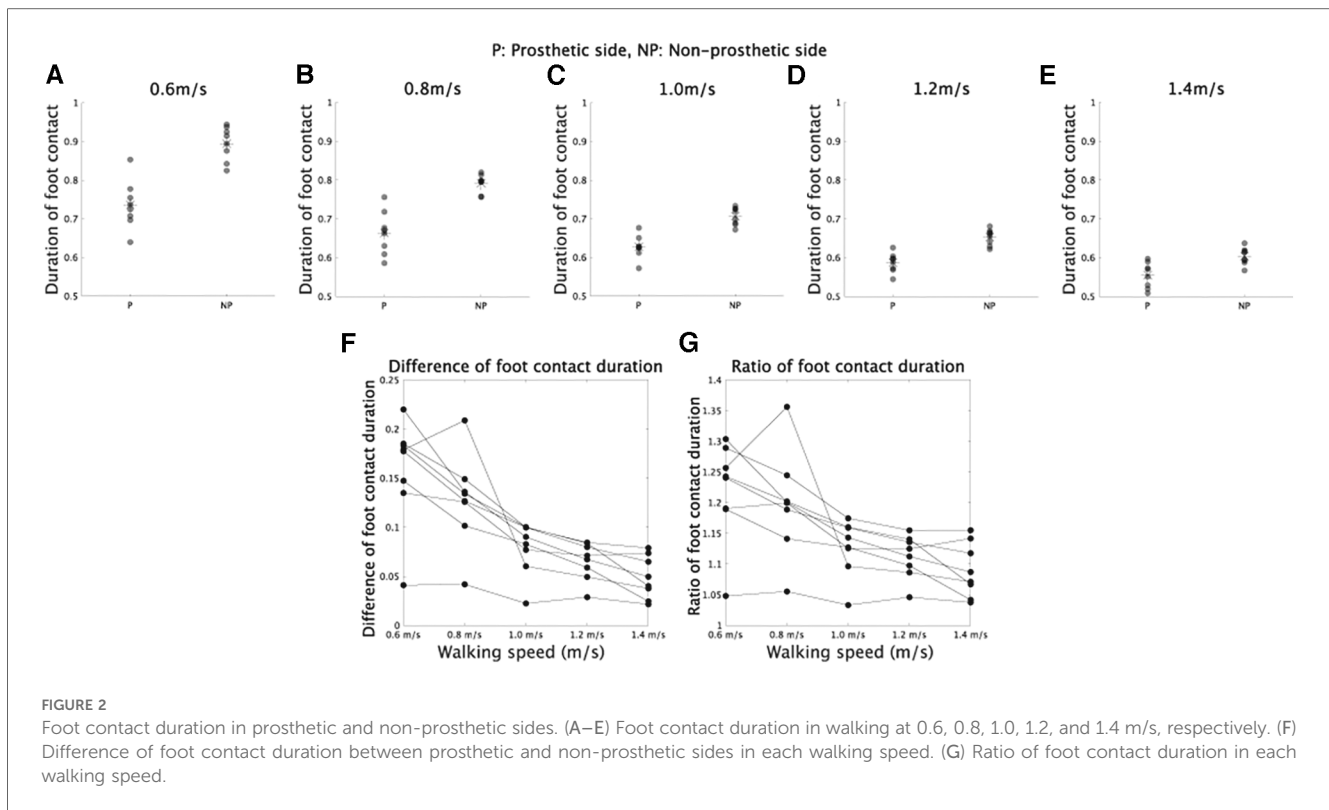 P: Prosthetic side, NP: Non-prosthetic side
A
0.6m/s
Duration of foot contact
1
0.9
0.8
0.7
0.6
0.5
P
NP
B
0.8m/s
Duration of foot contact
1
0.9
0.8
0.7
0.6
0.5
P
NP
C
1.0m/s
Duration of foot contact
1
0.9
0.8
0.7
0.6
0.5
P
NP
D
1.2m/s
Duration of foot contact
1
0.9
0.8
0.7
0.6
0.5
P
NP
E
1.4m/s
Duration of foot contact
1
0.9
0.8
0.7
0.6
0.5
P
NP
F
Difference of foot contact duration
Difference of foot contact duration
0.25
0.2
0.15
0.1
0.05
0
0.6 m/s
0.8 m/s
1.0 m/s
1.2 m/s
1.4 m/s
Walking speed (m/s)
G
Ratio of foot contact duration
Ratio of foot contact duration
1.4
1.35
1.3
1.25
1.2
1.15
1.1
1.05
1
0.6 m/s
0.8 m/s
1.0 m/s
1.2 m/s
1.4 m/s
Walking speed (m/s)
FIGURE 2
Foot contact duration in prosthetic and non-prosthetic sides. (A–E) Foot contact duration in walking at 0.6, 0.8, 1.0, 1.2, and 1.4 m/s, respectively. (F)
Difference of foot contact duration between prosthetic and non-prosthetic sides in each walking speed. (G) Ratio of foot contact duration in each
walking speed.